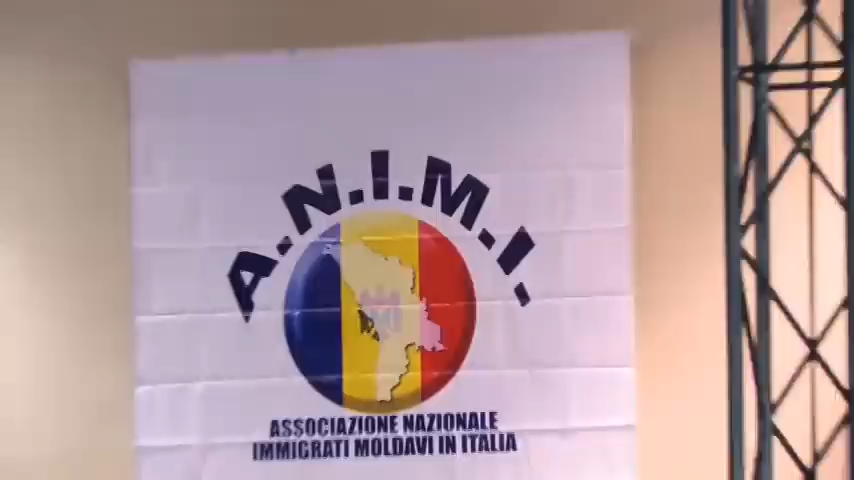 A.N.I.M.I.
ASSOCIAZIONE NAZIONALE
IMMIGRATI MOLDAVI IN ITALIA